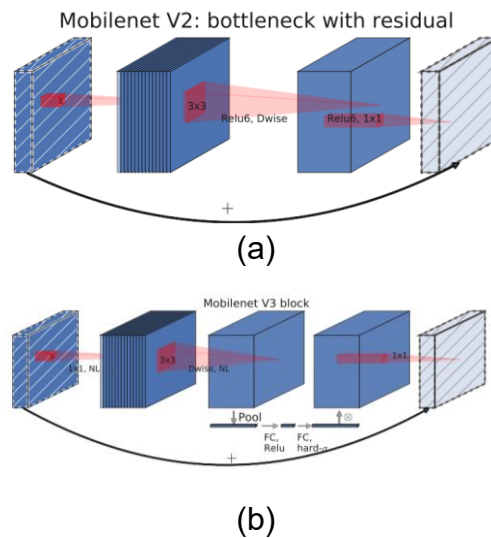 Mobilenet V2: bottleneck with residual
1
3x3
Relu6, Dwise
Relu6, 1x1
+
(a)
Mobilenet V3 block
1x1, NL
3x3
Dwise, NL
1x1
Pool
⊗
FC,
Relu
FC,
hard-σ
+
(b)